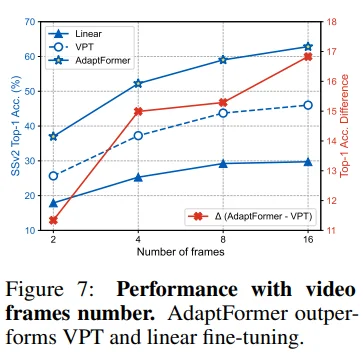 70
60
50
40
30
20
10
SSv2 Top-1 Acc. (%)
Linear
VPT
AdaptFormer
18
17
16
15
14
13
12
11
Top-1 Acc. Difference
Δ (AdaptFormer - VPT)
2
4
8
16
Number of frames
Figure 7: Performance with video
frames number. AdaptFormer outper-
forms VPT and linear fine-tuning.